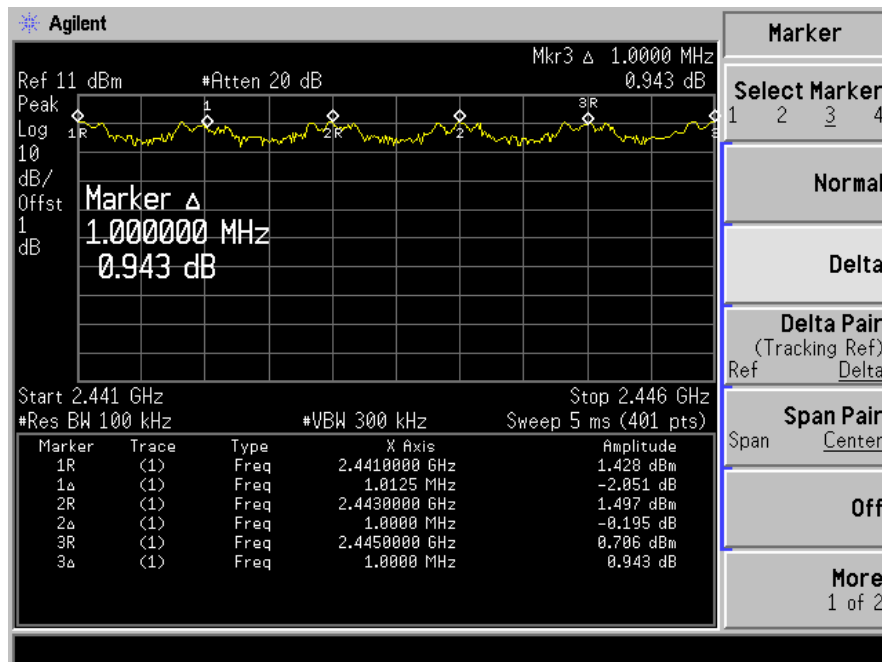 Agilent
Mkr3 Δ 1.0000 MHz
Ref 11 dBm #Atten 20 dB 0.943 dB
Peak
Log
10
dB/
Offst
1
dB
1R 1 2R 2 3R 3
Marker Δ
1.000000 MHz
0.943 dB
Start 2.441 GHz Stop 2.446 GHz
#Res BW 100 kHz #VBW 300 kHz Sweep 5 ms (401 pts)
Marker Trace Type X Axis Amplitude
1R (1) Freq 2.4410000 GHz 1.428 dBm
1Δ (1) Freq 1.0125 MHz -2.051 dB
2R (1) Freq 2.4430000 GHz 1.497 dBm
2Δ (1) Freq 1.0000 MHz -0.195 dB
3R (1) Freq 2.4450000 GHz 0.706 dBm
3Δ (1) Freq 1.0000 MHz 0.943 dB
Marker
Select Marker
1 2 3 4
Normal
Delta
Delta Pair
(Tracking Ref)
Ref Delta
Span Pair
Span Center
Off
More
1 of 2